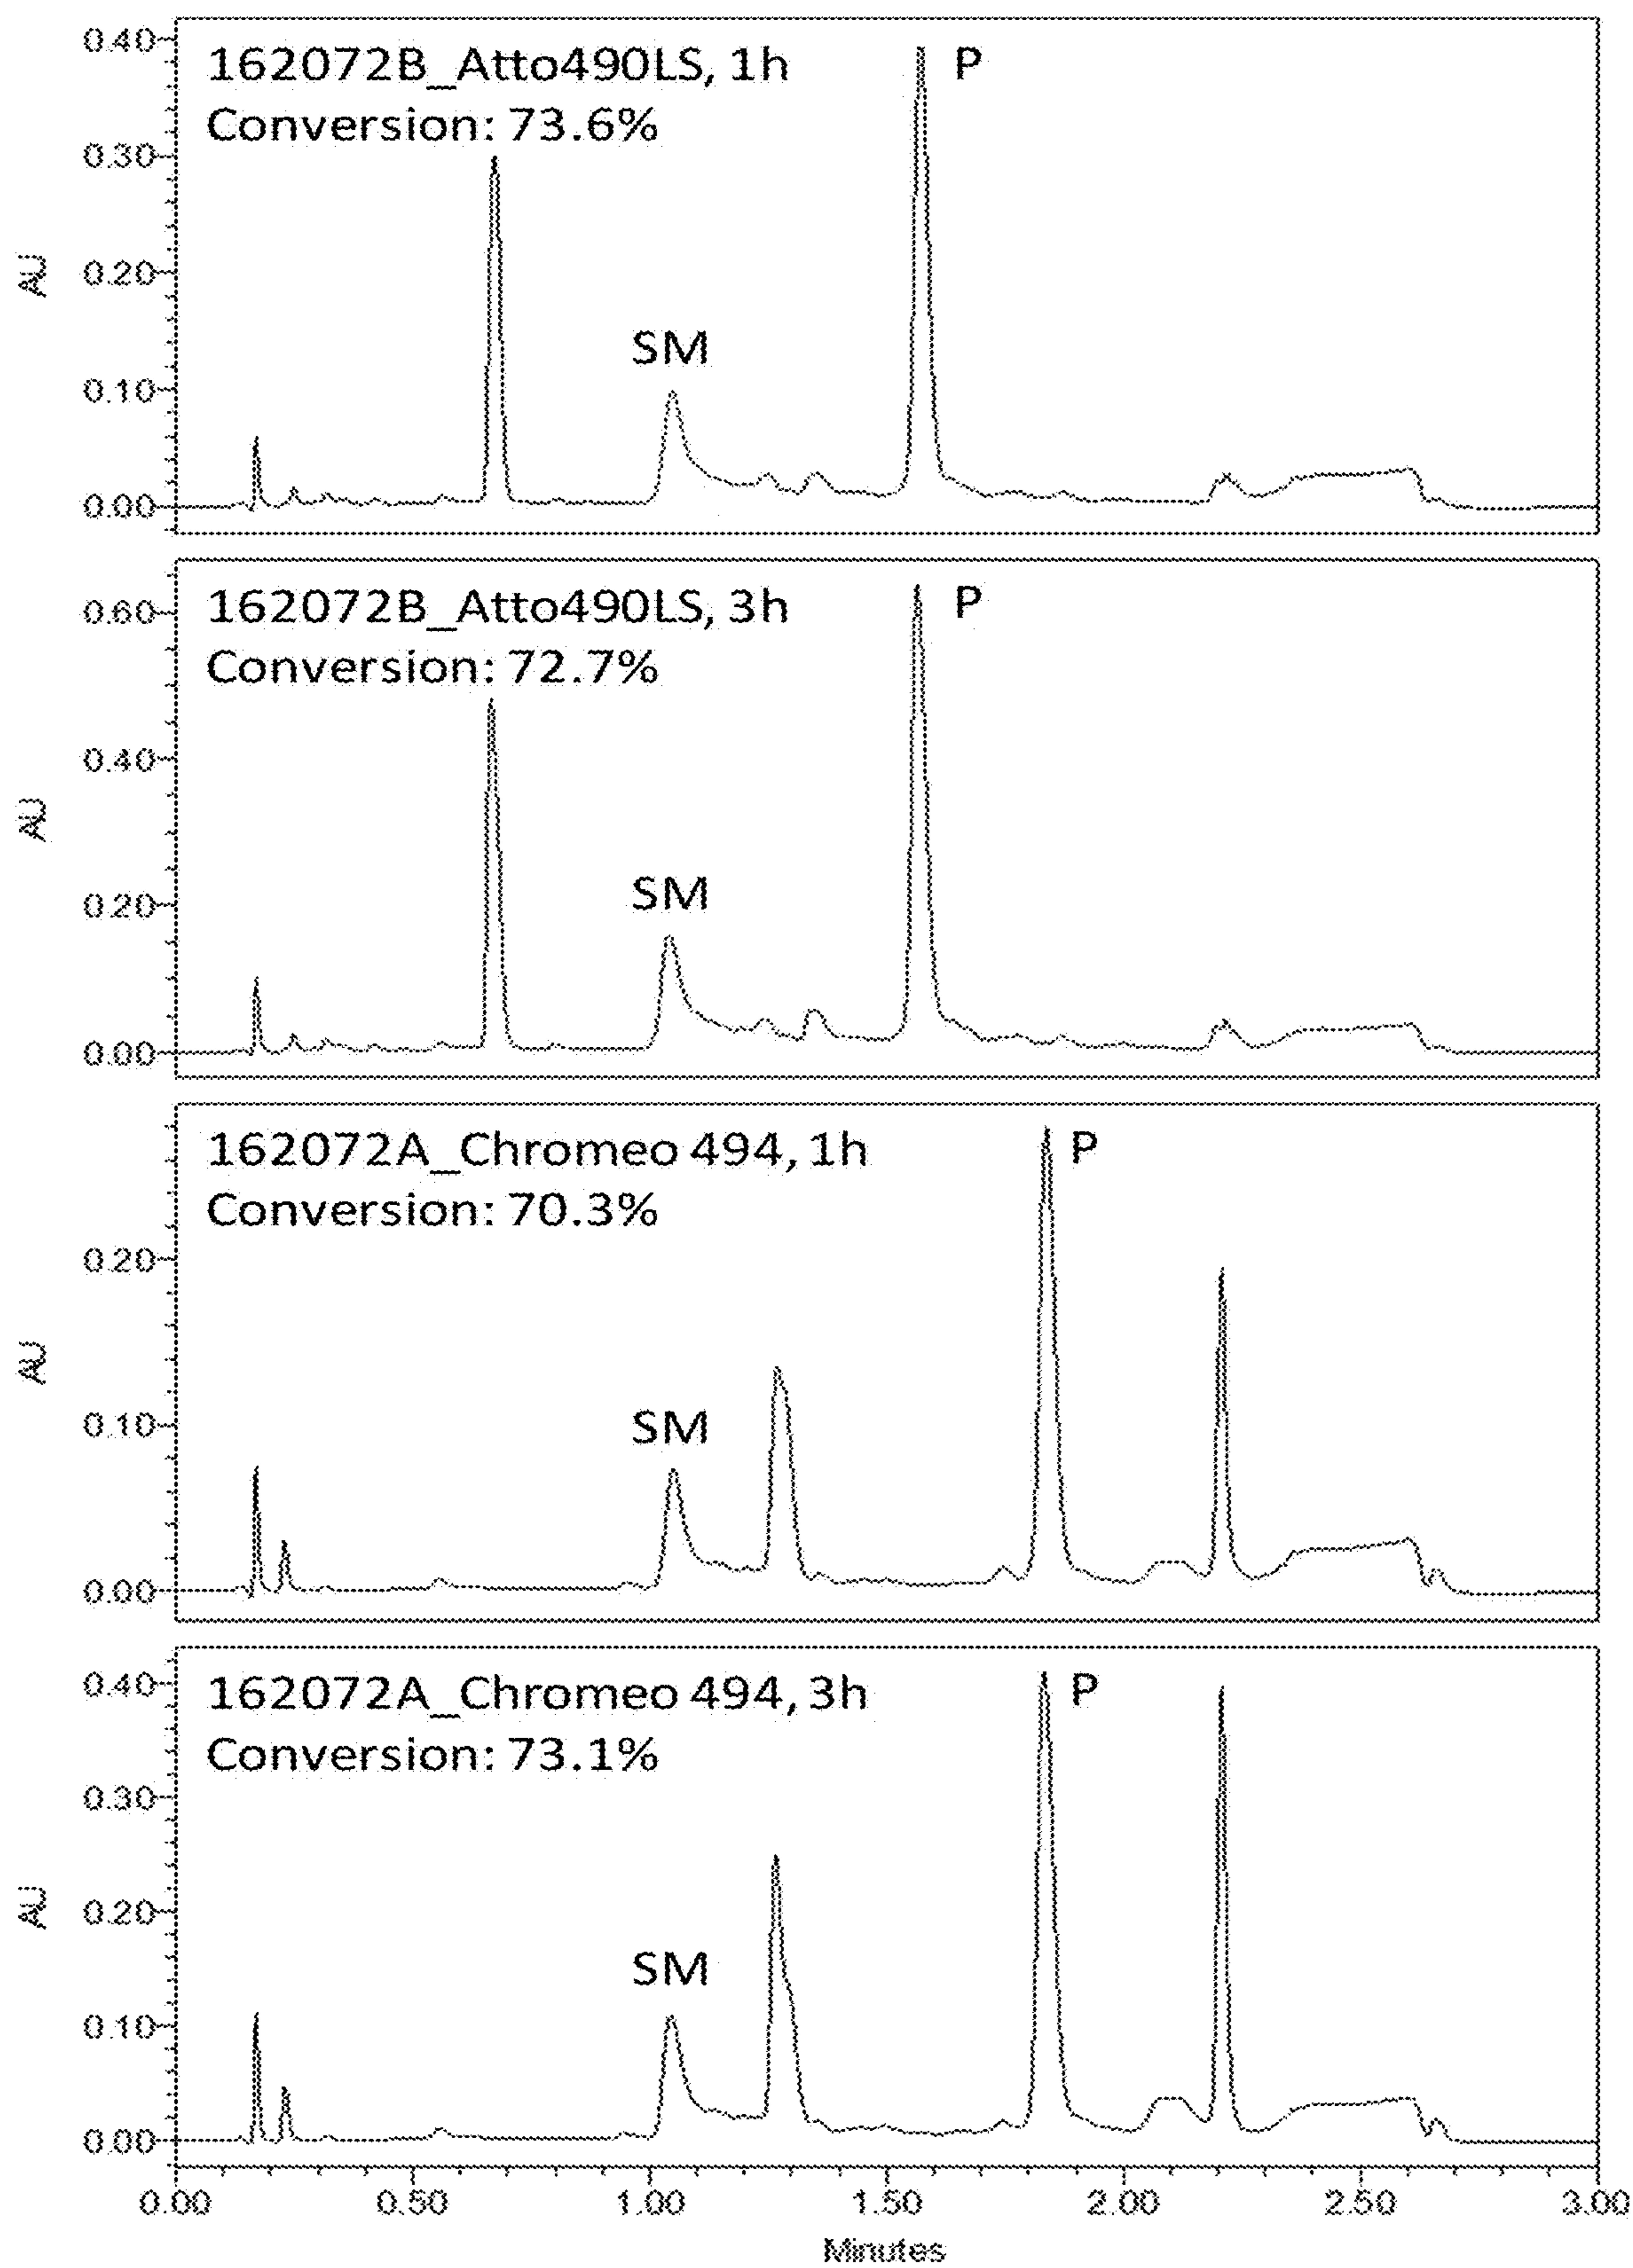 0.40
162072B_Atto490LS, 1h
P
Conversion: 73.6%
0.30
AU
0.20
SM
0.10
0.00
162072B_Atto490LS, 3h
P
0.60
Conversion: 72.7%
0.40
AU
SM
0.20
0.00
162072A_Chromeo 494, 1h
P
Conversion: 70.3%
0.20
AU
SM
0.10
0.00
0.40
162072A_Chromeo 494, 3h
P
Conversion: 73.1%
0.30
AU
0.20
SM
0.10
0.00
0.00 0.50 1.00 1.50 2.00 2.50 3.00
Minutes